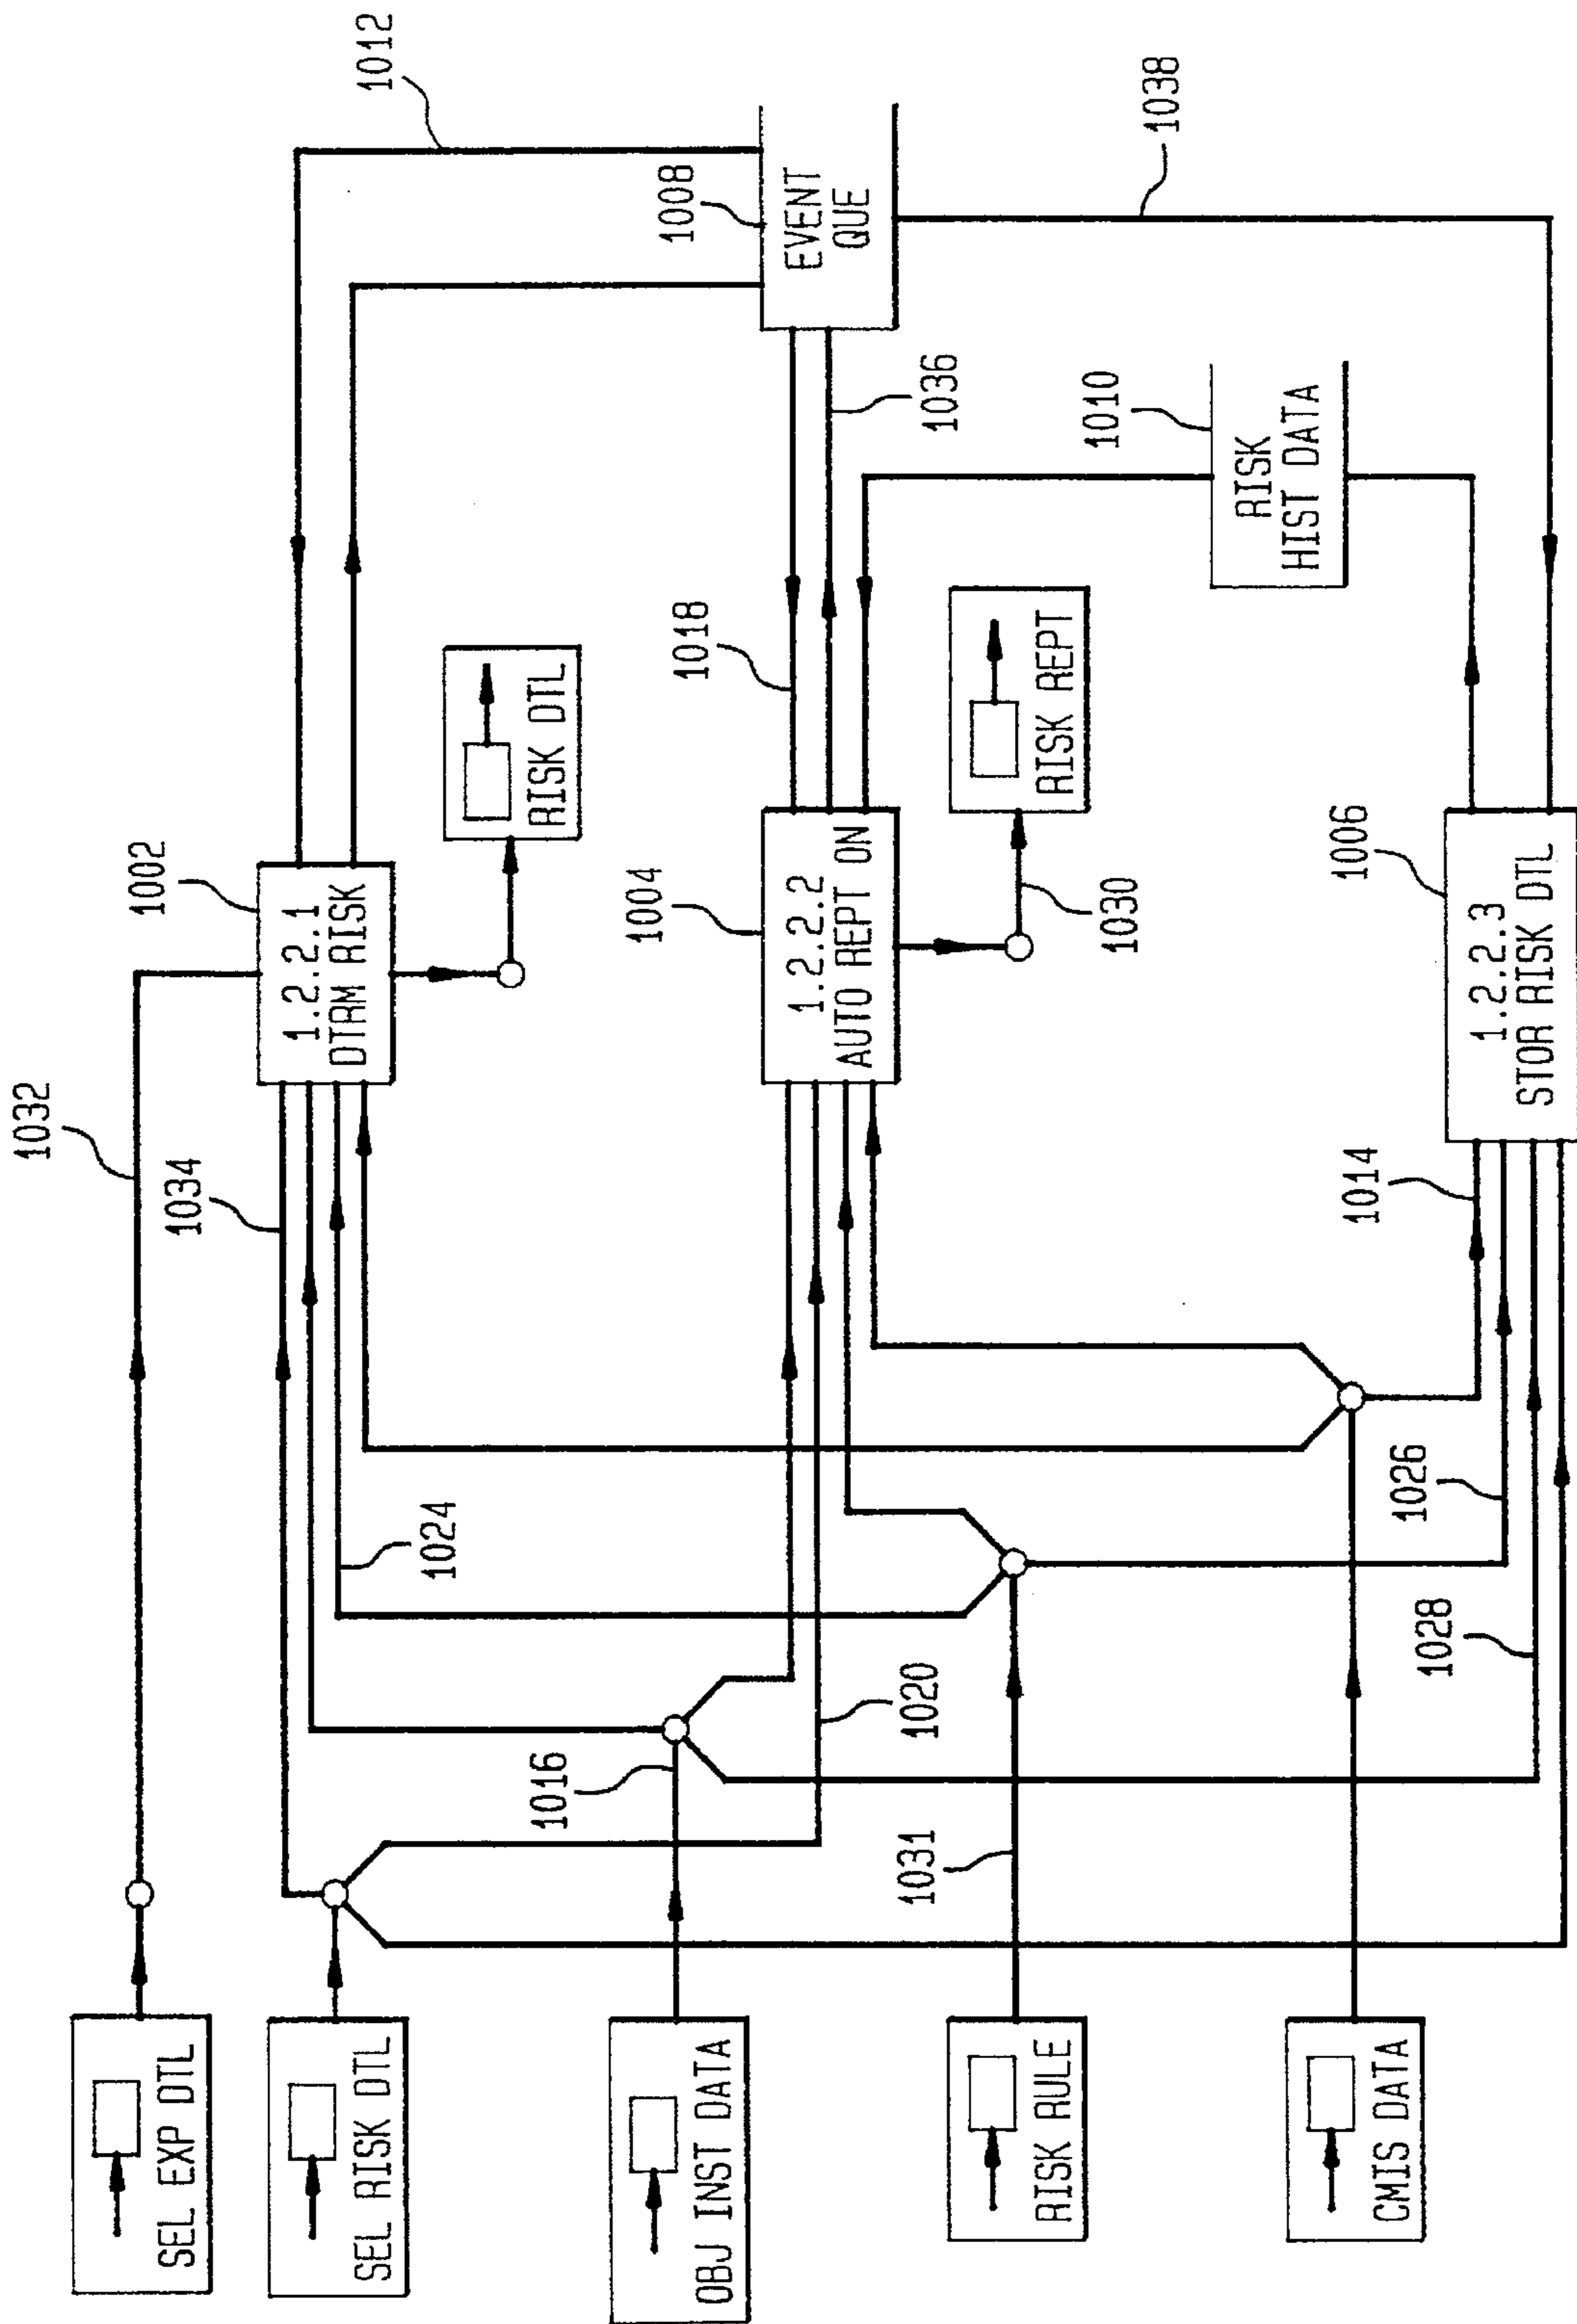 1032
1034
1002
1012
SEL EXP DTL
1.2.2.1
DTRM RISK
SEL RISK DTL
1024
RISK DTL
1008
EVENT
QUE
OBJ INST DATA
1016
1004
1018
1.2.2.2
AUTO REPT ON
1020
1036
1038
RISK RULE
1031
1030
RISK REPT
1010
RISK
HIST DATA
CMIS DATA
1014
1006
1026
1028
1.2.2.3
STOR RISK DTL